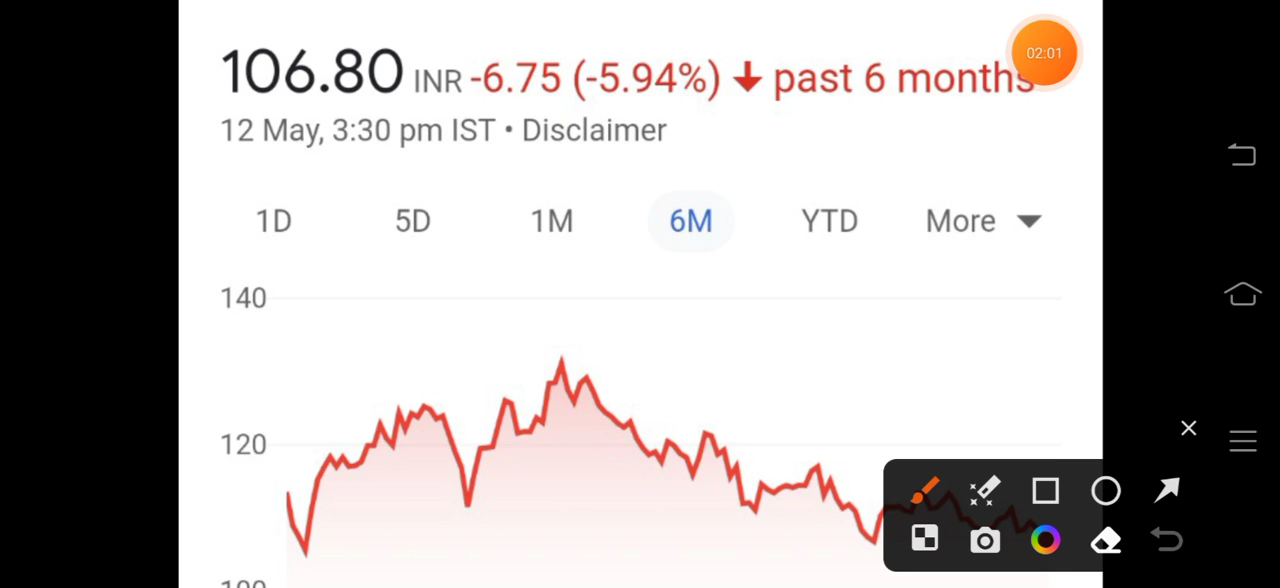 106.80 INR -6.75 (-5.94%) ↓ past 6 months
02:01
12 May, 3:30 pm IST • Disclaimer
1D 5D 1M 6M YTD More
140
120